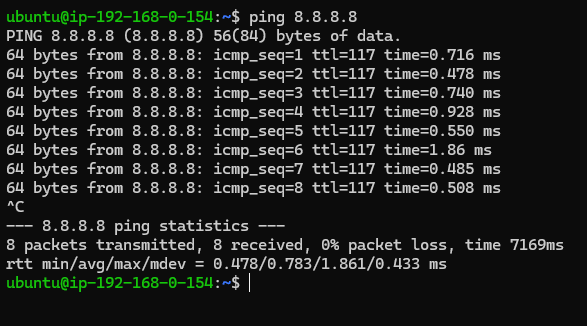 ubuntu@ip-192-168-0-154:~$ ping 8.8.8.8
PING 8.8.8.8 (8.8.8.8) 56(84) bytes of data.
64 bytes from 8.8.8.8: icmp_seq=1 ttl=117 time=0.716 ms
64 bytes from 8.8.8.8: icmp_seq=2 ttl=117 time=0.478 ms
64 bytes from 8.8.8.8: icmp_seq=3 ttl=117 time=0.740 ms
64 bytes from 8.8.8.8: icmp_seq=4 ttl=117 time=0.928 ms
64 bytes from 8.8.8.8: icmp_seq=5 ttl=117 time=0.550 ms
64 bytes from 8.8.8.8: icmp_seq=6 ttl=117 time=1.86 ms
64 bytes from 8.8.8.8: icmp_seq=7 ttl=117 time=0.485 ms
64 bytes from 8.8.8.8: icmp_seq=8 ttl=117 time=0.508 ms
^C
--- 8.8.8.8 ping statistics ---
8 packets transmitted, 8 received, 0% packet loss, time 7169ms
rtt min/avg/max/mdev = 0.478/0.783/1.861/0.433 ms
ubuntu@ip-192-168-0-154:~$